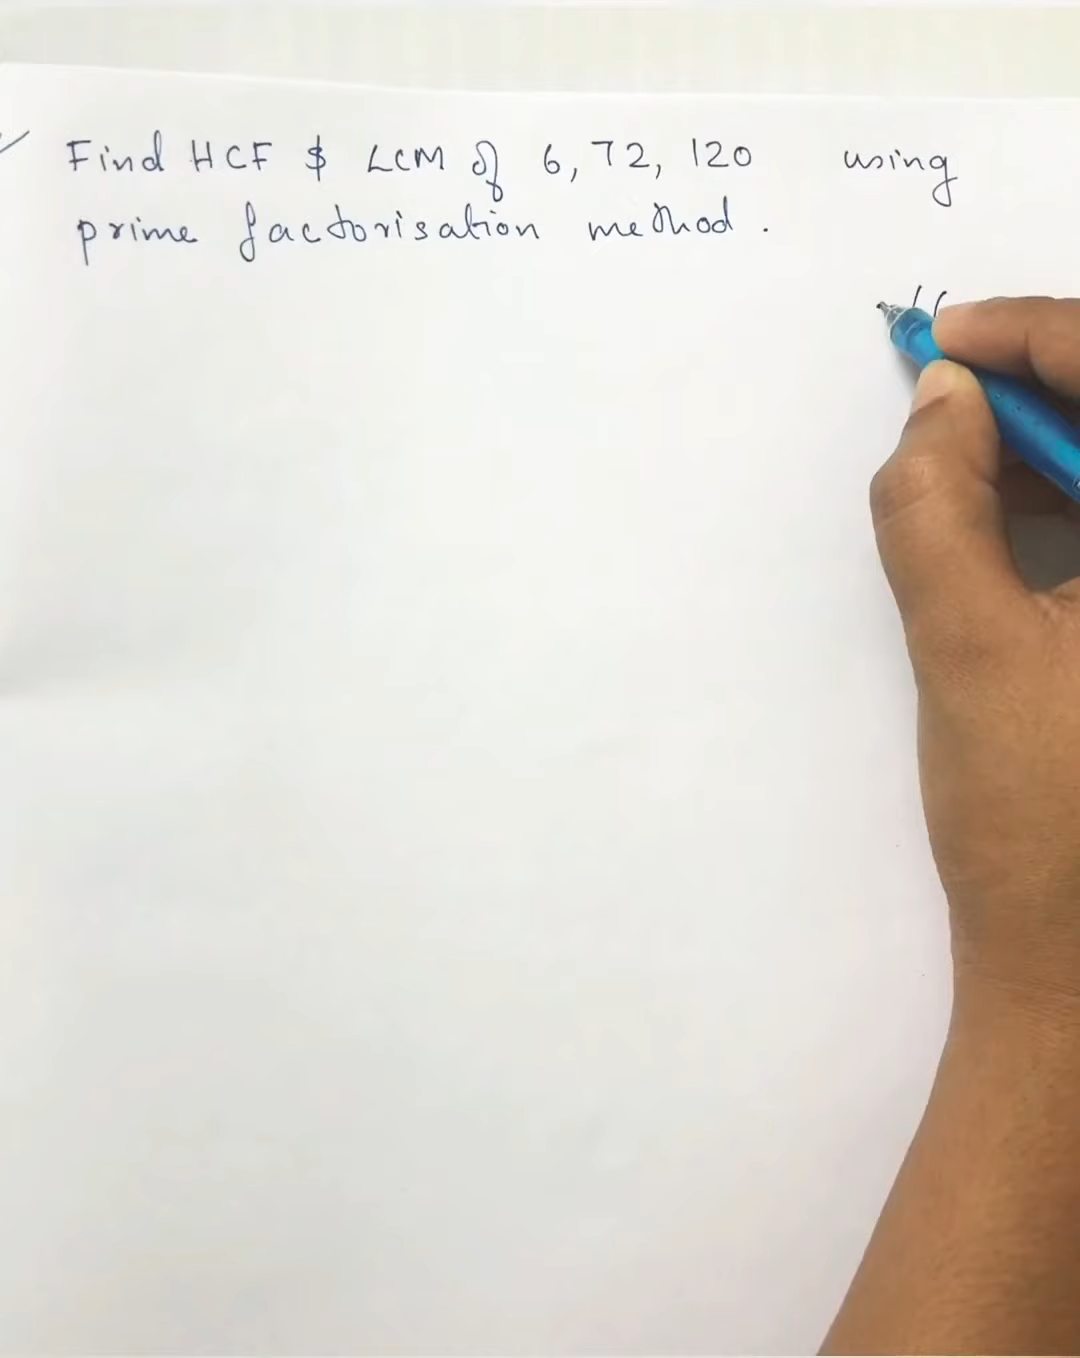 Find HCF & LCM of 6, 72, 120 using
prime factorisation method.